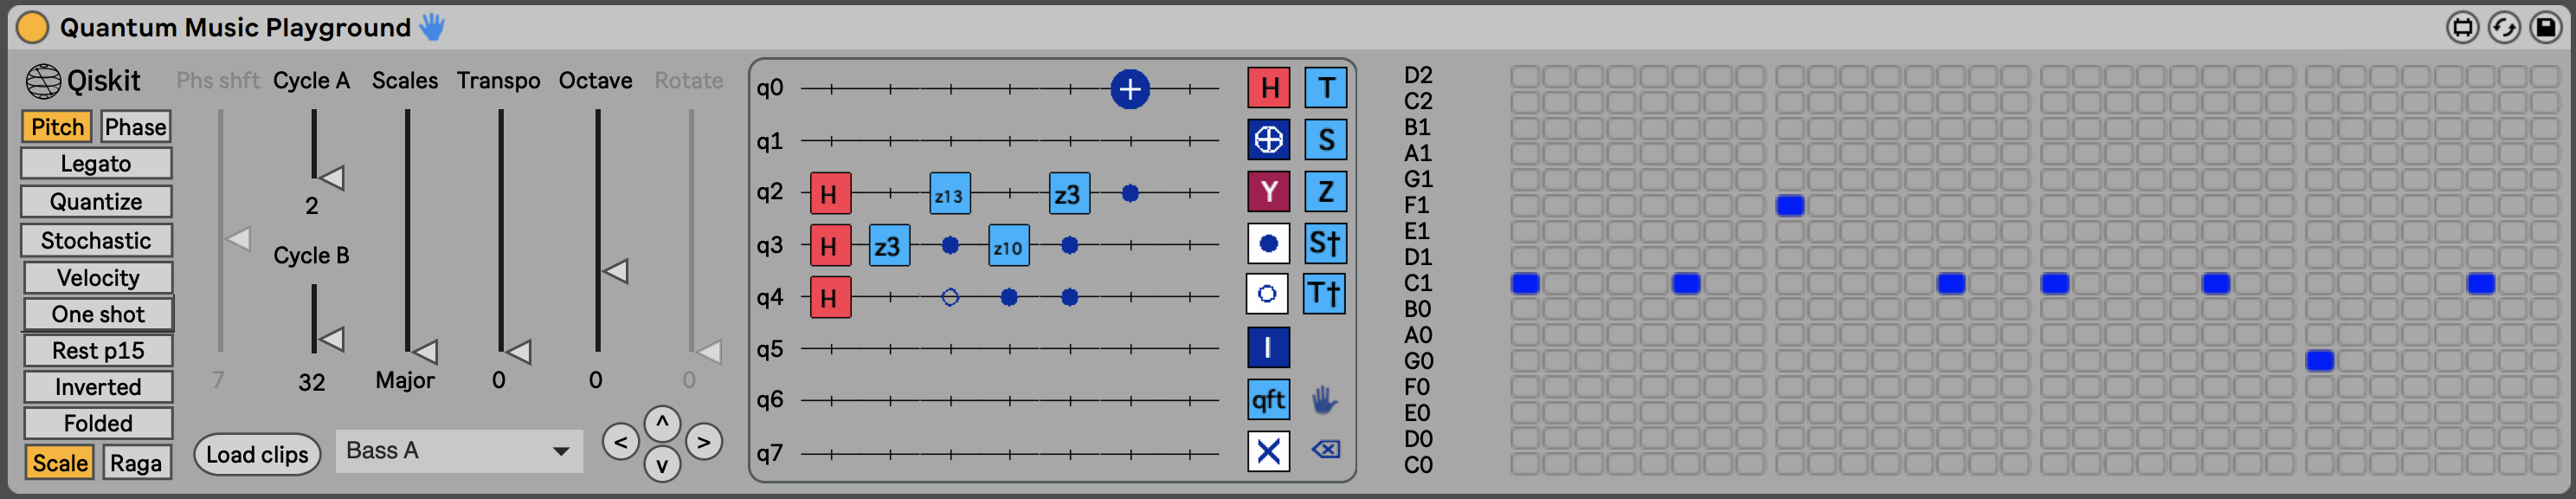 Quantum Music Playground
Qiskit
Phs shft Cycle A Scales Transpo Octave Rotate
Pitch Phase
Legato
Quantize
Stochastic
Velocity
One shot
Rest p15
Inverted
Folded
Scale Raga
2
Cycle B
7 32 Major 0 0 0
Load clips Bass A < ^ v >
q0 +
q1
q2 H z13 z3
q3 H z3 z10
q4 H
q5
q6
q7
H T
S
Y Z
S†
T†
I
qft
X
D2
C2
B1
A1
G1
F1
E1
D1
C1
B0
A0
G0
F0
E0
D0
C0